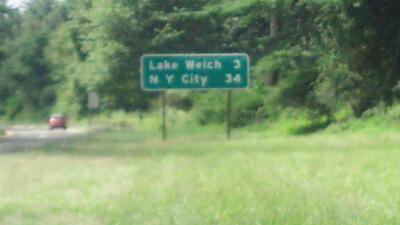 Lake Welch 3
N Y City 34